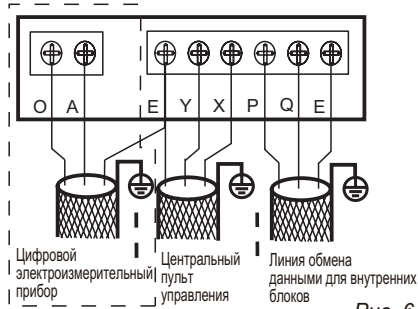 O A E Y X P Q E
Цифровой
электроизмерительный
прибор
Центральный
пульт
управления
Линия обмена
данными для внутренних
блоков
Рис. 6